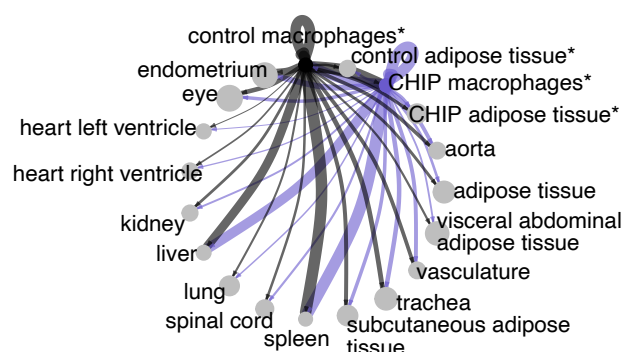 control macrophages*
control adipose tissue*
endometrium
CHIP macrophages*
eye
CHIP adipose tissue*
heart left ventricle
aorta
heart right ventricle
adipose tissue
kidney
visceral abdominal
adipose tissue
liver
vasculature
lung
trachea
spinal cord
subcutaneous adipose
tissue
spleen